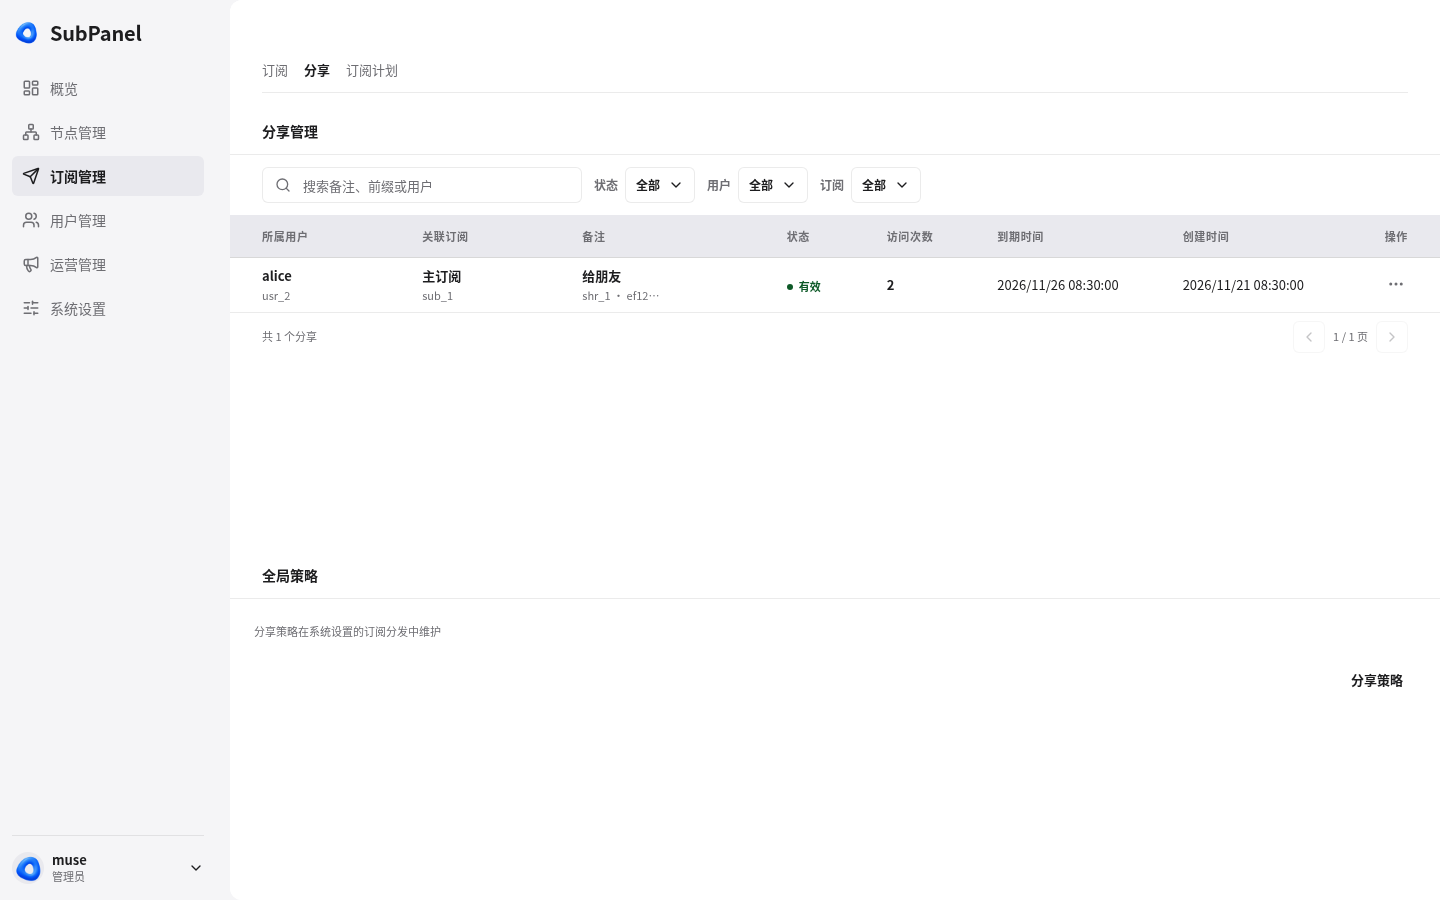 SubPanel
概览
节点管理
订阅管理
用户管理
运营管理
系统设置
muse
管理员
订阅 分享 订阅计划
分享管理
搜索备注、前缀或用户 状态 全部 用户 全部 订阅 全部
所属用户 关联订阅 备注 状态 访问次数 到期时间 创建时间 操作
alice 主订阅 给朋友 有效 2 2026/11/26 08:30:00 2026/11/21 08:30:00
usr_2 sub_1 shr_1 · ef12…
共 1 个分享 1 / 1 页
全局策略
分享策略在系统设置的订阅分发中维护
分享策略